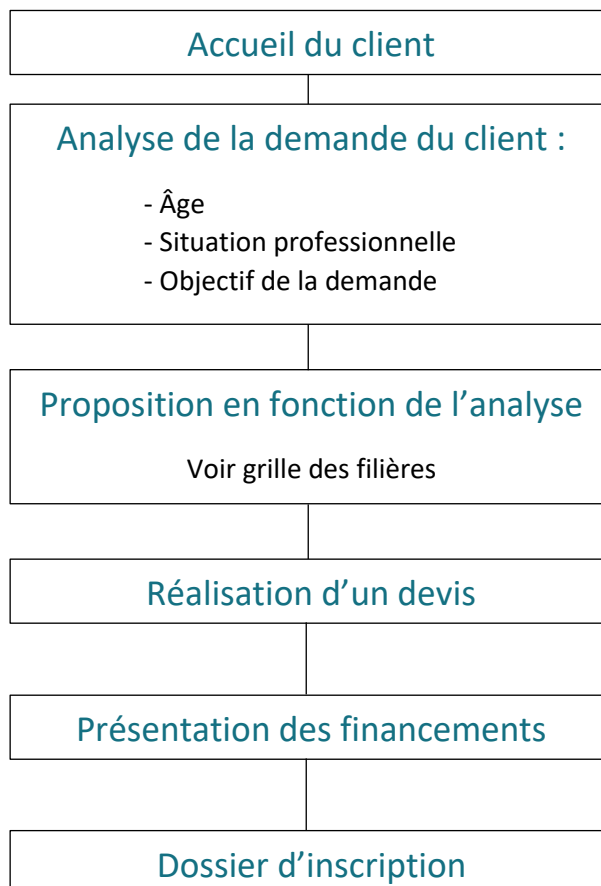 Accueil du client
Analyse de la demande du client :
- Âge
- Situation professionnelle
- Objectif de la demande
Proposition en fonction de l’analyse
Voir grille des filières
Réalisation d’un devis
Présentation des financements
Dossier d’inscription